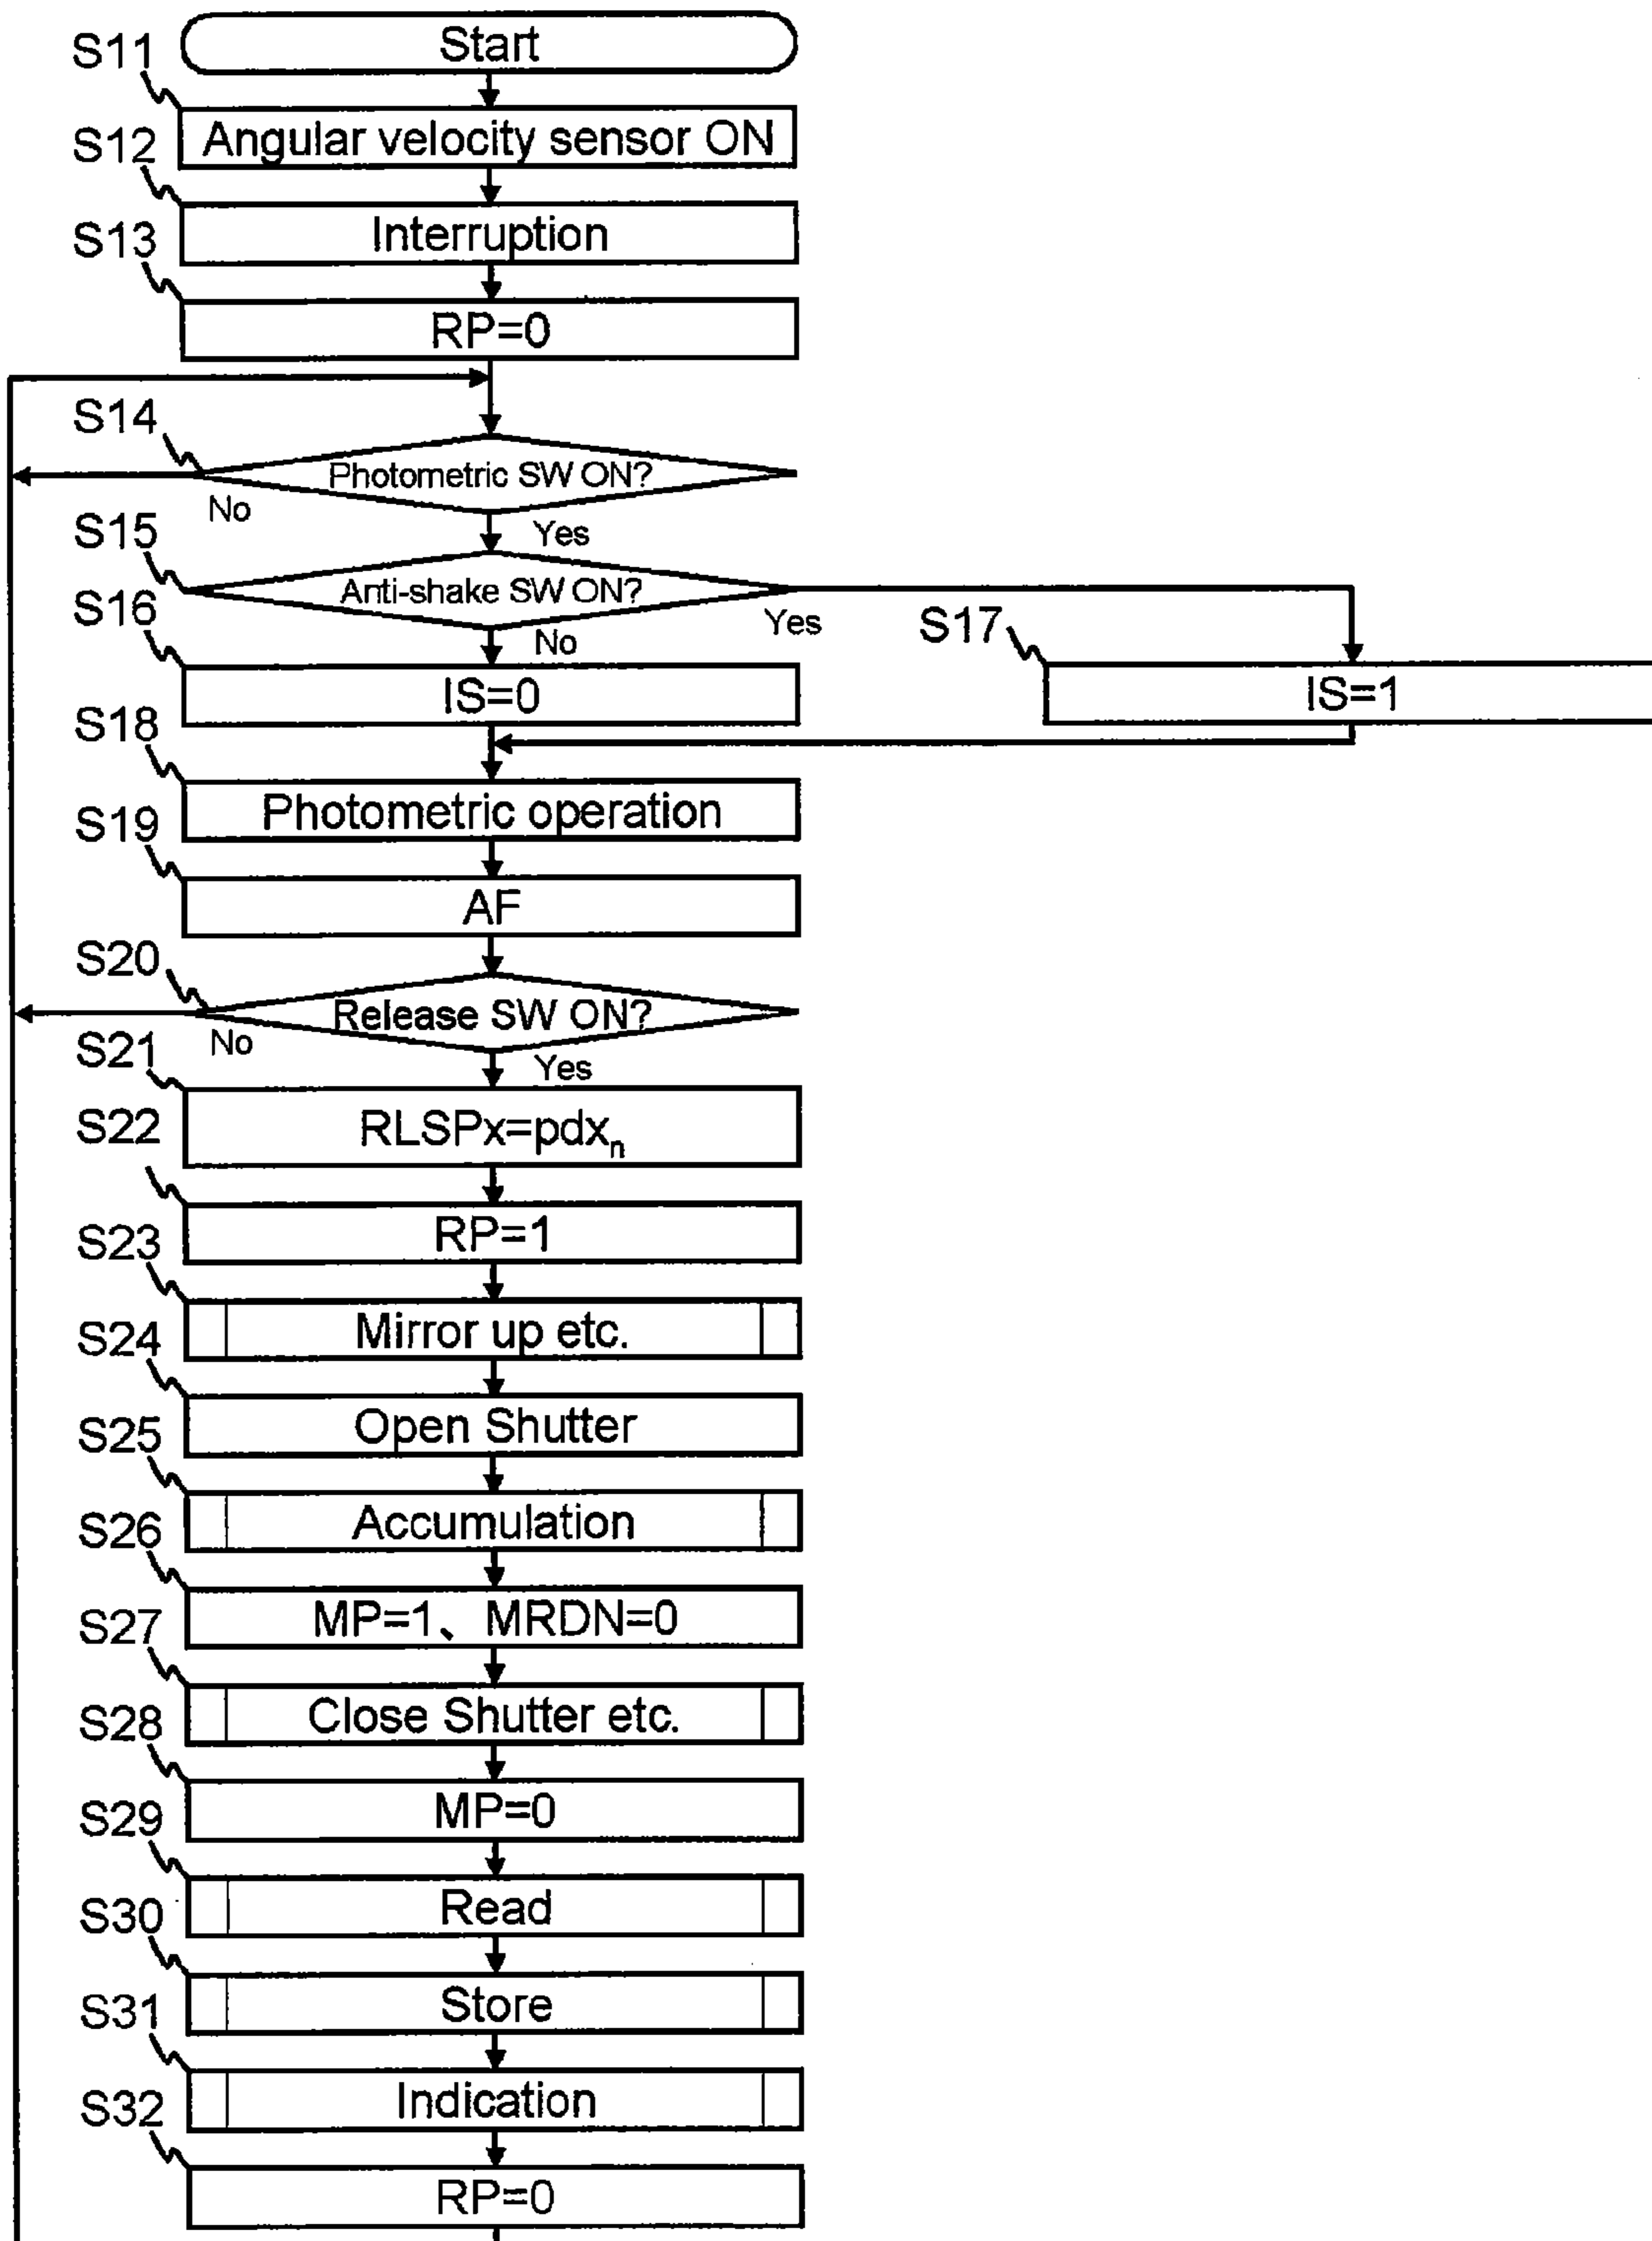 Start
S11
Angular velocity sensor ON
S12
Interruption
S13
RP=0
S14
Photometric SW ON?
No
Yes
S15
Anti-shake SW ON?
Yes
No
S16
IS=0
S17
IS=1
S18
Photometric operation
S19
AF
S20
Release SW ON?
No
Yes
S21
RLSPx=pdxₙ
S22
RP=1
S23
Mirror up etc.
S24
Open Shutter
S25
Accumulation
S26
MP=1、MRDN=0
S27
Close Shutter etc.
S28
MP=0
S29
Read
S30
Store
S31
Indication
S32
RP=0